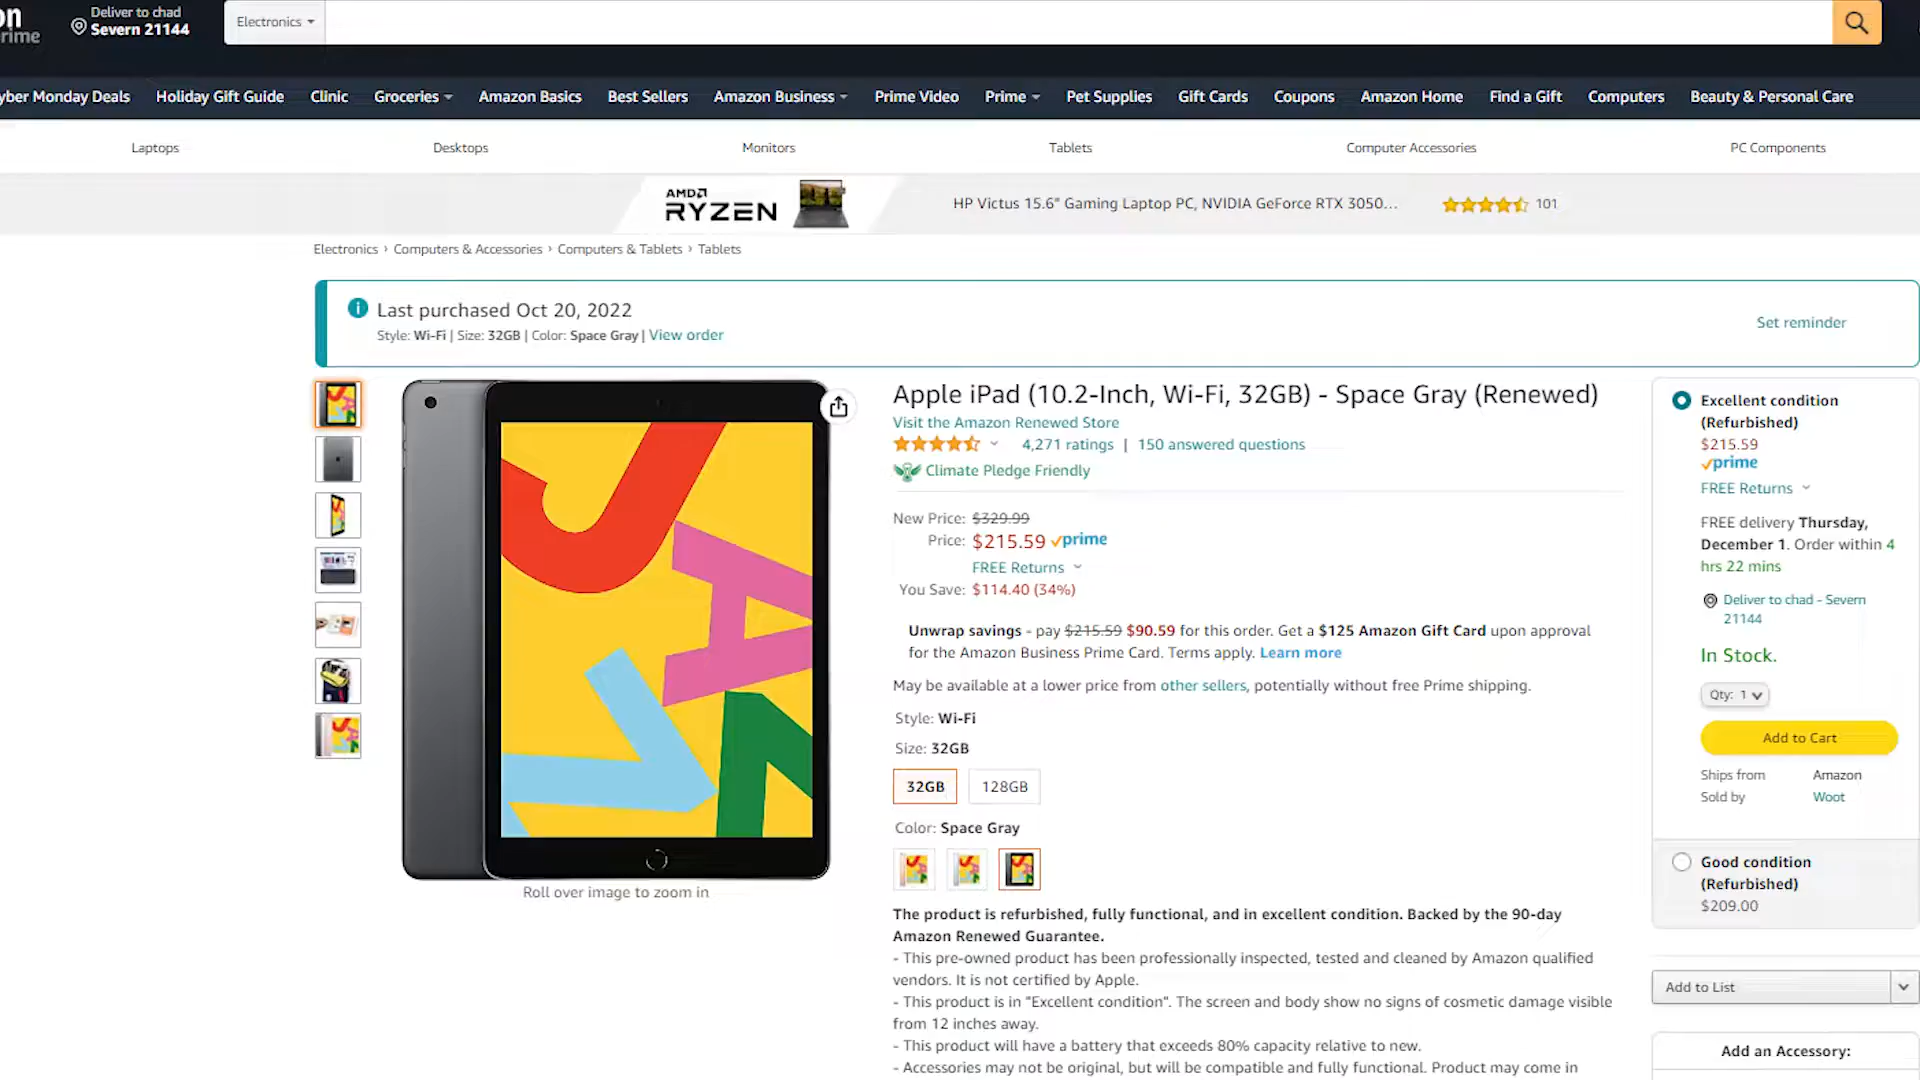 on
rime
Deliver to chad
Severn 21144
Electronics
yber Monday Deals
Holiday Gift Guide
Clinic
Groceries
Amazon Basics
Best Sellers
Amazon Business
Prime Video
Prime
Pet Supplies
Gift Cards
Coupons
Amazon Home
Find a Gift
Computers
Beauty & Personal Care
Laptops
Desktops
Monitors
Tablets
Computer Accessories
PC Components
AMD
RYZEN
HP Victus 15.6" Gaming Laptop PC, NVIDIA GeForce RTX 3050...
101
Electronics › Computers & Accessories › Computers & Tablets › Tablets
Last purchased Oct 20, 2022
Style: Wi-Fi | Size: 32GB | Color: Space Gray | View order
Set reminder
Apple iPad (10.2-Inch, Wi-Fi, 32GB) - Space Gray (Renewed)
Visit the Amazon Renewed Store
4,271 ratings | 150 answered questions
Climate Pledge Friendly
New Price: $329.99
Price: $215.59 prime
FREE Returns
You Save: $114.40 (34%)
Unwrap savings - pay $215.59 $90.59 for this order. Get a $125 Amazon Gift Card upon approval
for the Amazon Business Prime Card. Terms apply. Learn more
May be available at a lower price from other sellers, potentially without free Prime shipping.
Style: Wi-Fi
Size: 32GB
32GB
128GB
Color: Space Gray
Roll over image to zoom in
The product is refurbished, fully functional, and in excellent condition. Backed by the 90-day
Amazon Renewed Guarantee.
- This pre-owned product has been professionally inspected, tested and cleaned by Amazon qualified
vendors. It is not certified by Apple.
- This product is in "Excellent condition". The screen and body show no signs of cosmetic damage visible
from 12 inches away.
- This product will have a battery that exceeds 80% capacity relative to new.
- Accessories may not be original, but will be compatible and fully functional. Product may come in
Excellent condition
(Refurbished)
$215.59
prime
FREE Returns
FREE delivery Thursday,
December 1. Order within 4
hrs 22 mins
Deliver to chad - Severn
21144
In Stock.
Qty: 1
Add to Cart
Ships from Amazon
Sold by Woot
Good condition
(Refurbished)
$209.00
Add to List
Add an Accessory: